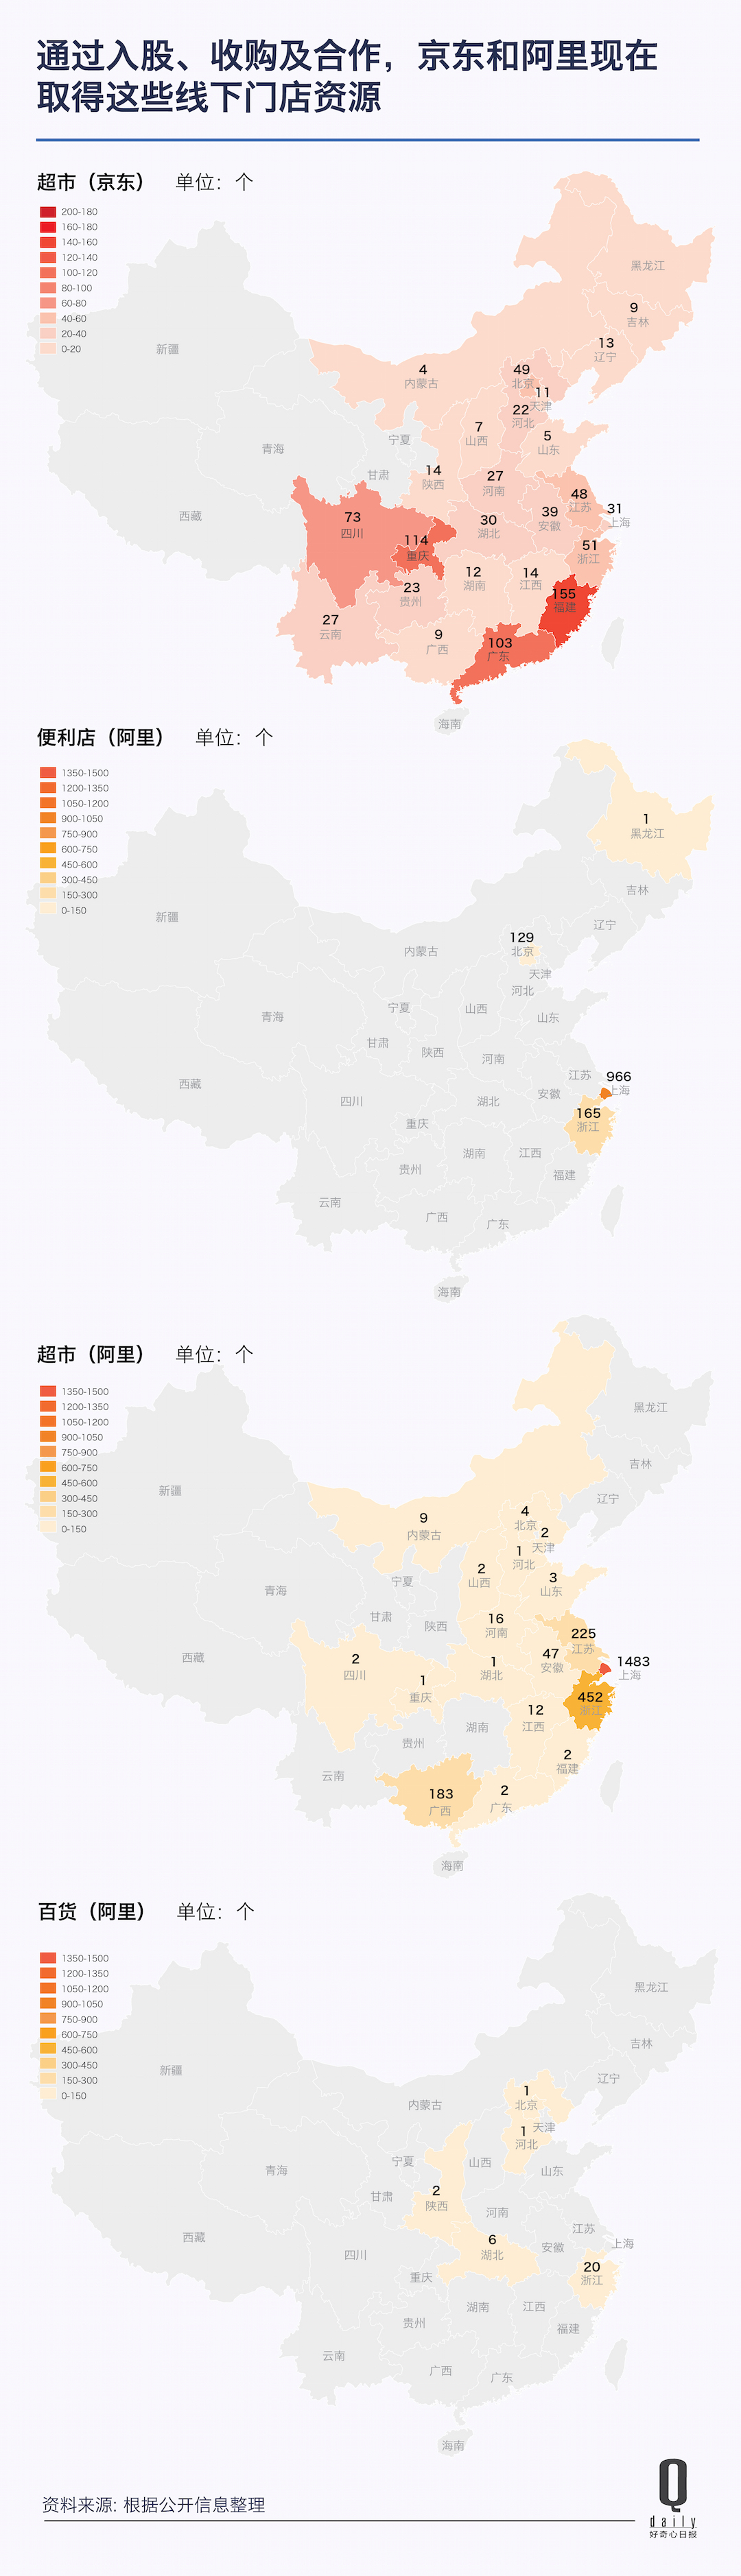 通过入股、收购及合作，京东和阿里现在
取得这些线下门店资源
超市（京东） 单位：个
200-180
160-180
140-160
120-140
100-120
80-100
60-80
40-60
20-40
0-20
黑龙江
9
吉林
13
辽宁
新疆
4
内蒙古
49
北京
11
天津
22
河北
7
山西
5
山东
宁夏
青海
甘肃
14
陕西
27
河南
48
江苏
31
上海
39
安徽
西藏
73
四川
30
湖北
114
重庆
51
浙江
12
湖南
14
江西
23
贵州
155
福建
27
云南
9
广西
103
广东
海南
便利店（阿里） 单位：个
1350-1500
1200-1350
1050-1200
900-1050
750-900
600-750
450-600
300-450
150-300
0-150
1
黑龙江
吉林
新疆
辽宁
129
北京
内蒙古
天津
河北
宁夏
山西
青海
山东
甘肃
陕西
河南
966
上海
江苏
西藏
安徽
四川
湖北
165
浙江
重庆
湖南
江西
贵州
福建
云南
广西
广东
海南
超市（阿里） 单位：个
1350-1500
1200-1350
1050-1200
900-1050
750-900
600-750
450-600
300-450
150-300
0-150
黑龙江
吉林
新疆
辽宁
9
内蒙古
4
北京
2
天津
1
河北
2
山西
3
山东
宁夏
青海
甘肃
陕西
16
河南
225
江苏
47
安徽
1483
上海
西藏
2
四川
1
湖北
1
重庆
452
浙江
12
江西
湖南
贵州
2
福建
云南
183
广西
2
广东
海南
百货（阿里） 单位：个
1350-1500
1200-1350
1050-1200
900-1050
750-900
600-750
450-600
300-450
150-300
0-150
黑龙江
吉林
新疆
辽宁
1
北京
内蒙古
天津
1
河北
宁夏
山西
青海
山东
甘肃
2
陕西
河南
江苏
西藏
6
湖北
上海
安徽
四川
20
浙江
重庆
湖南
江西
贵州
福建
云南
广西
广东
海南
资料来源: 根据公开信息整理
Q
daily
好奇心日报